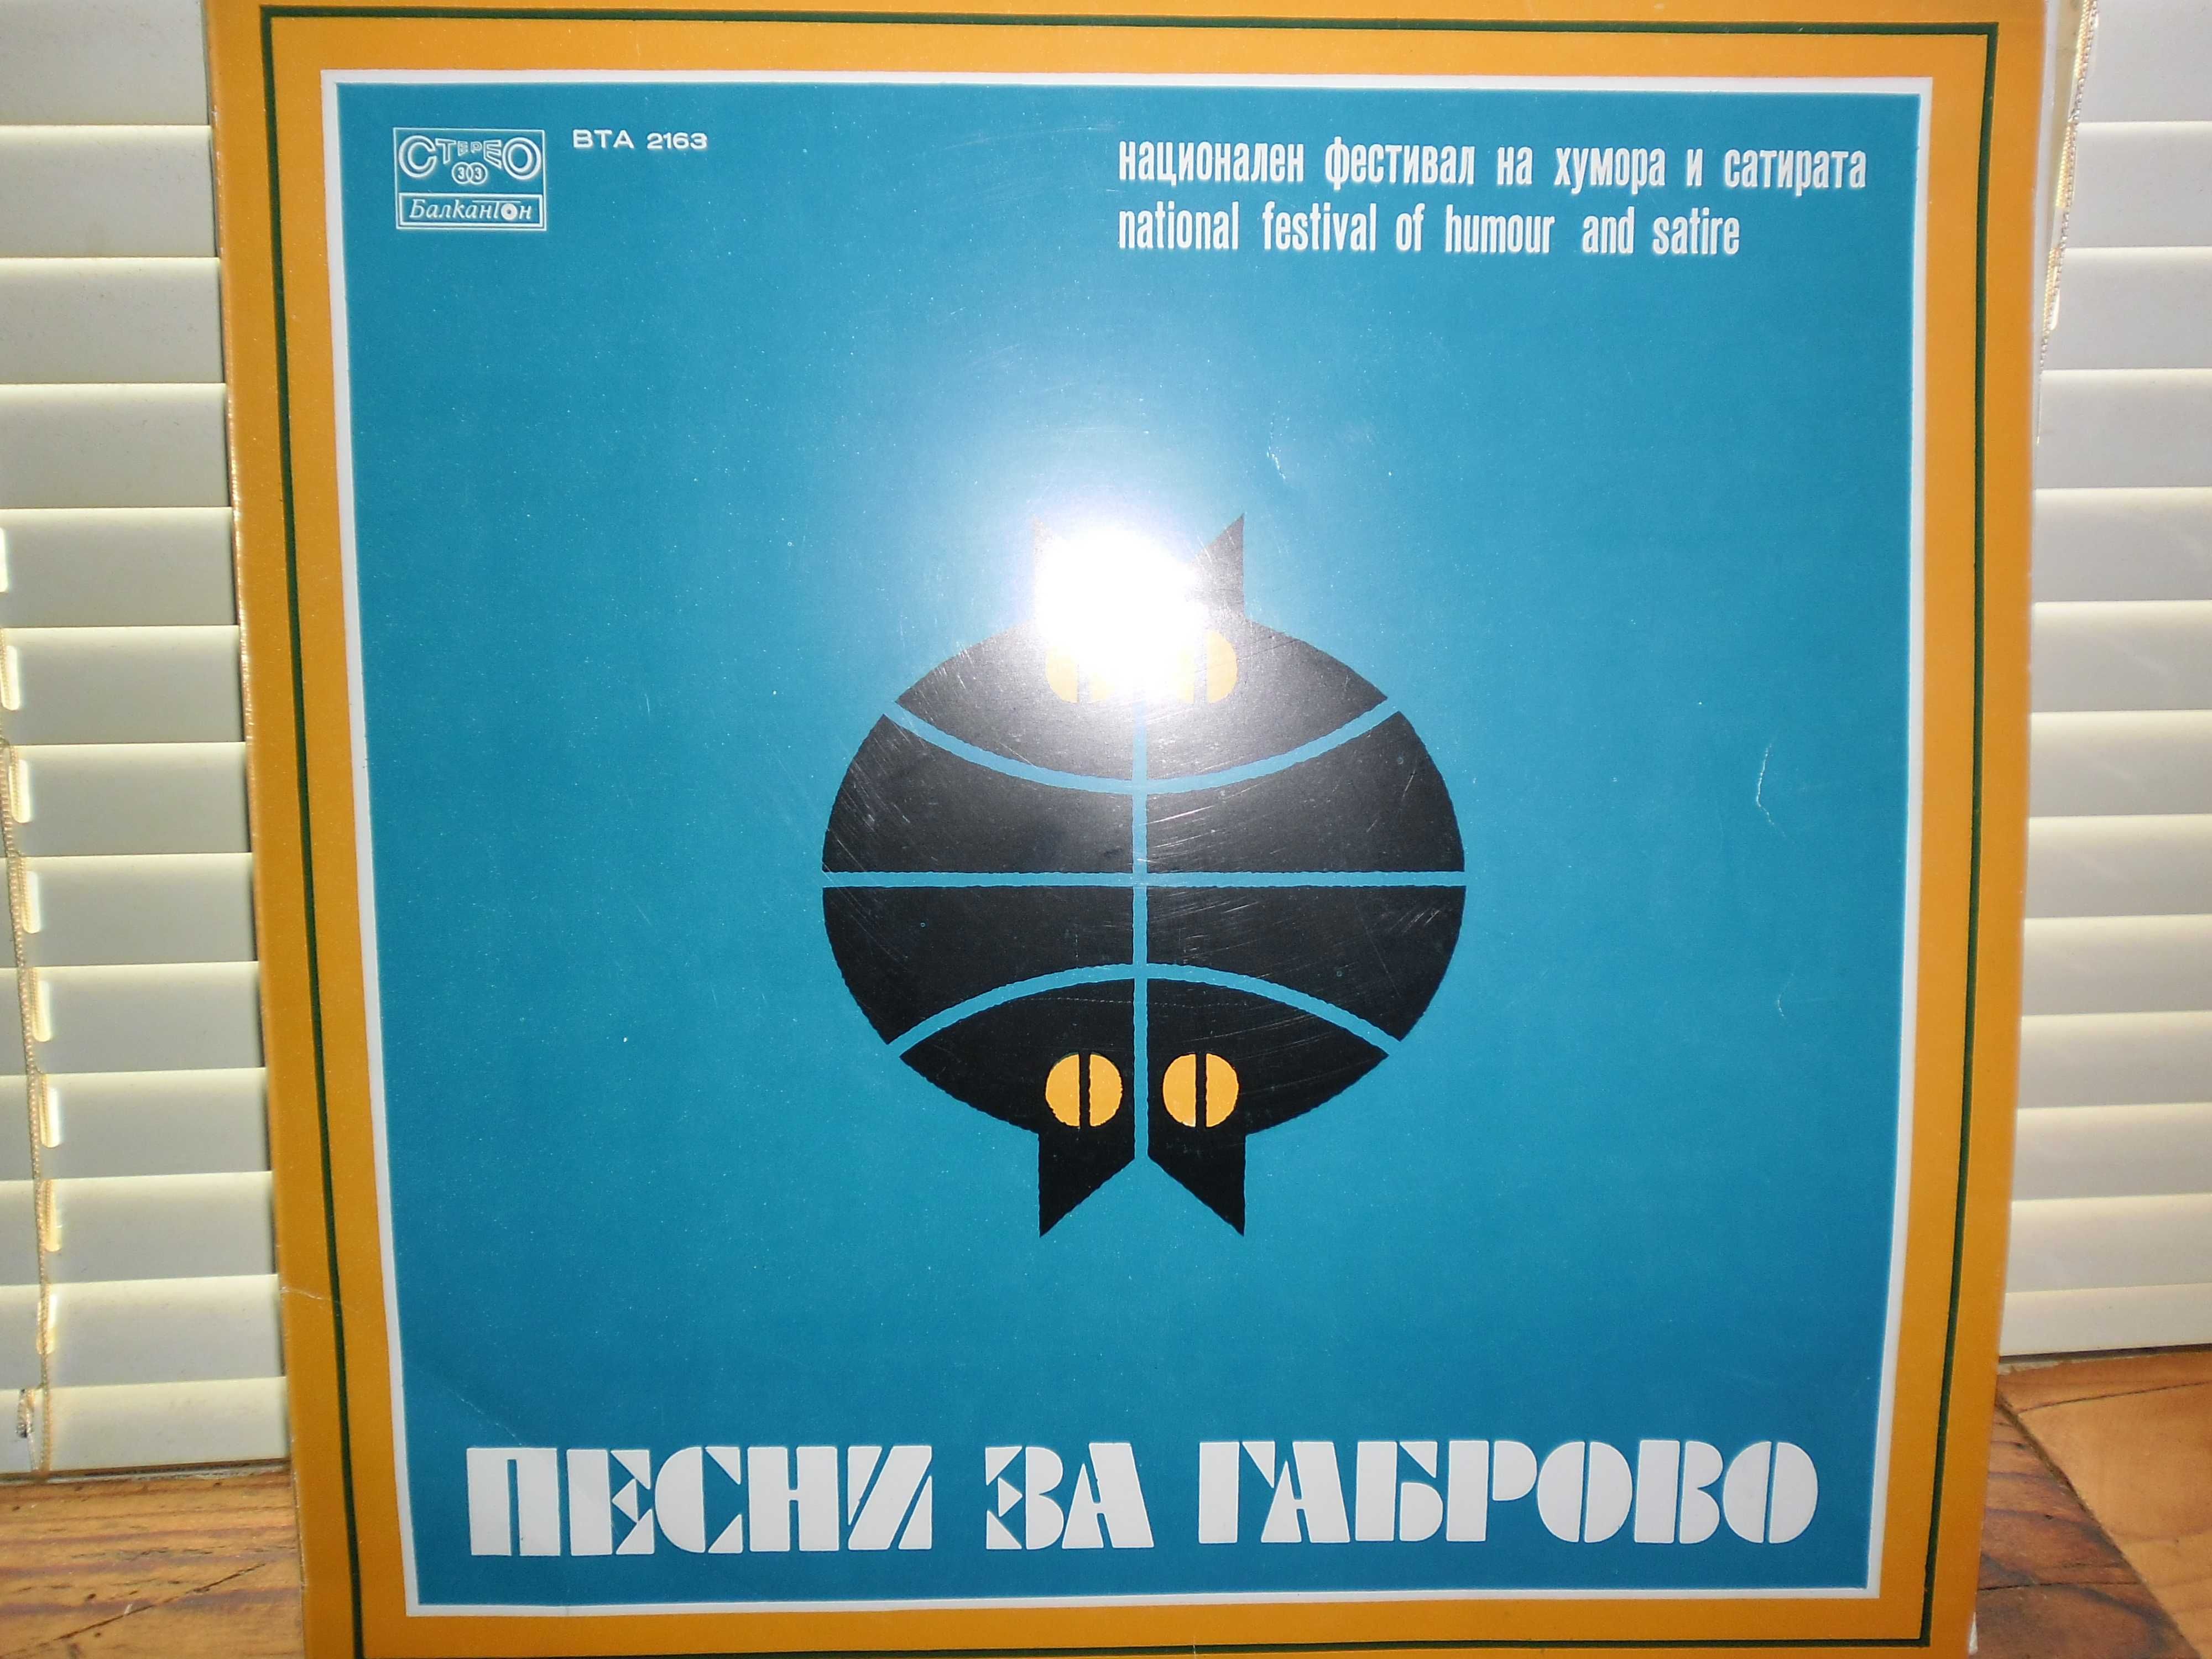 СТЕРЕО
33
Балкантон
ВТА 2163
национален фестивал на хумора и сатирата
national festival of humour and satire
ПЕСНИ ЗА ГАБРОВО